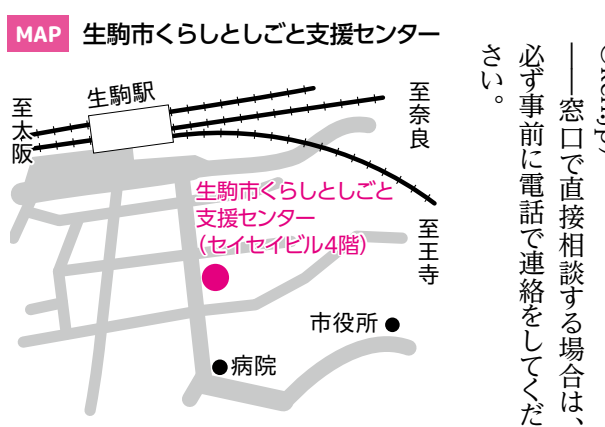 MAP 生駒市くらしとしごと支援センター
生駒駅
至大阪
至奈良
生駒市くらしとしごと
支援センター
(セイセイビル4階)
至王寺
市役所
病院
――窓口で直接相談する場合は、
必ず事前に電話で連絡をしてくだ
さい。